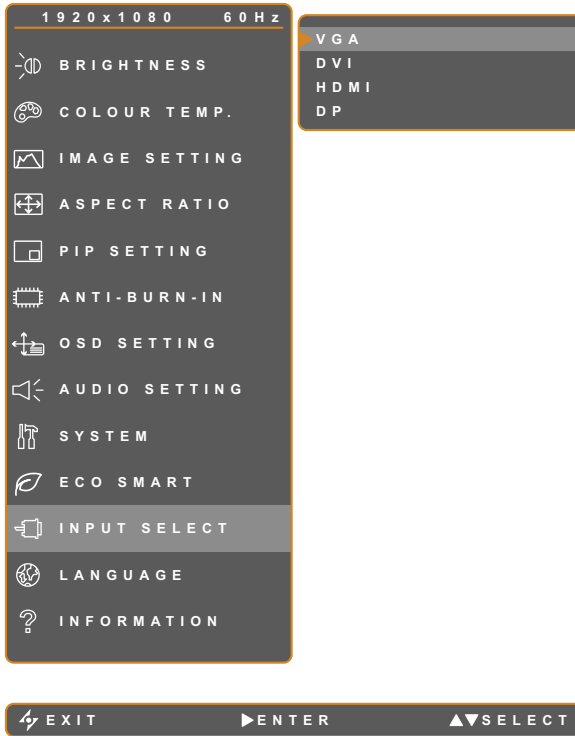 1920x1080 60Hz
BRIGHTNESS
COLOUR TEMP.
IMAGE SETTING
ASPECT RATIO
PIP SETTING
ANTI-BURN-IN
OSD SETTING
AUDIO SETTING
SYSTEM
ECO SMART
INPUT SELECT
LANGUAGE
INFORMATION
VGA
DVI
HDMI
DP
EXIT ▶ENTER ▲▼SELECT